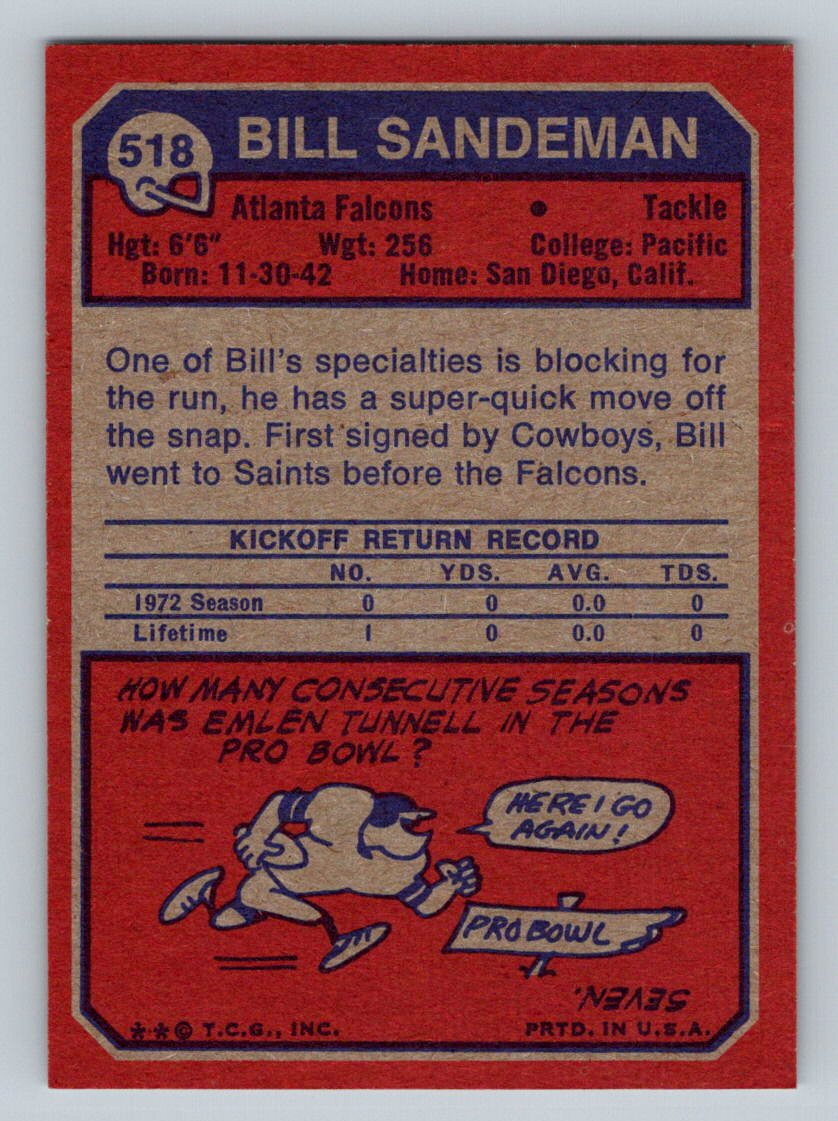 518 BILL SANDEMAN
Atlanta Falcons • Tackle
Hgt: 6'6" Wgt: 256 College: Pacific
Born: 11-30-42 Home: San Diego, Calif.
One of Bill's specialties is blocking for
the run, he has a super-quick move off
the snap. First signed by Cowboys, Bill
went to Saints before the Falcons.
KICKOFF RETURN RECORD
NO. YDS. AVG. TDS.
1972 Season 0 0 0.0 0
Lifetime 1 0 0.0 0
HOW MANY CONSECUTIVE SEASONS
WAS EMLEN TUNNELL IN THE
PRO BOWL?
HERE I GO
AGAIN!
PRO BOWL
SEVEN.
** © T.C.G., INC. PRTD. IN U.S.A.